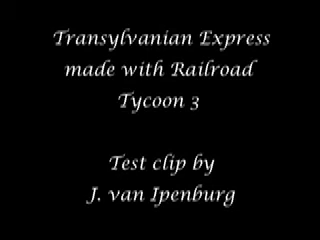 Transylvanian Express
made with Railroad
Tycoon 3
Test clip by
J. van Ipenburg